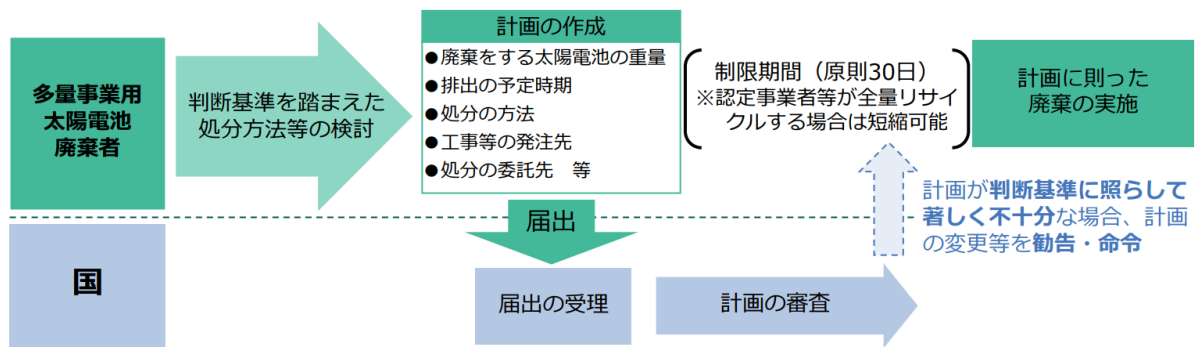 多量事業用
太陽電池
廃棄者
判断基準を踏まえた
処分方法等の検討
計画の作成
●廃棄をする太陽電池の重量
●排出の予定時期
●処分の方法
●工事等の発注先
●処分の委託先　等
制限期間（原則30日）
※認定事業者等が全量リサイ
クルする場合は短縮可能
計画に則った
廃棄の実施
届出
計画が判断基準に照らして
著しく不十分な場合、計画
の変更等を勧告・命令
国
届出の受理
計画の審査